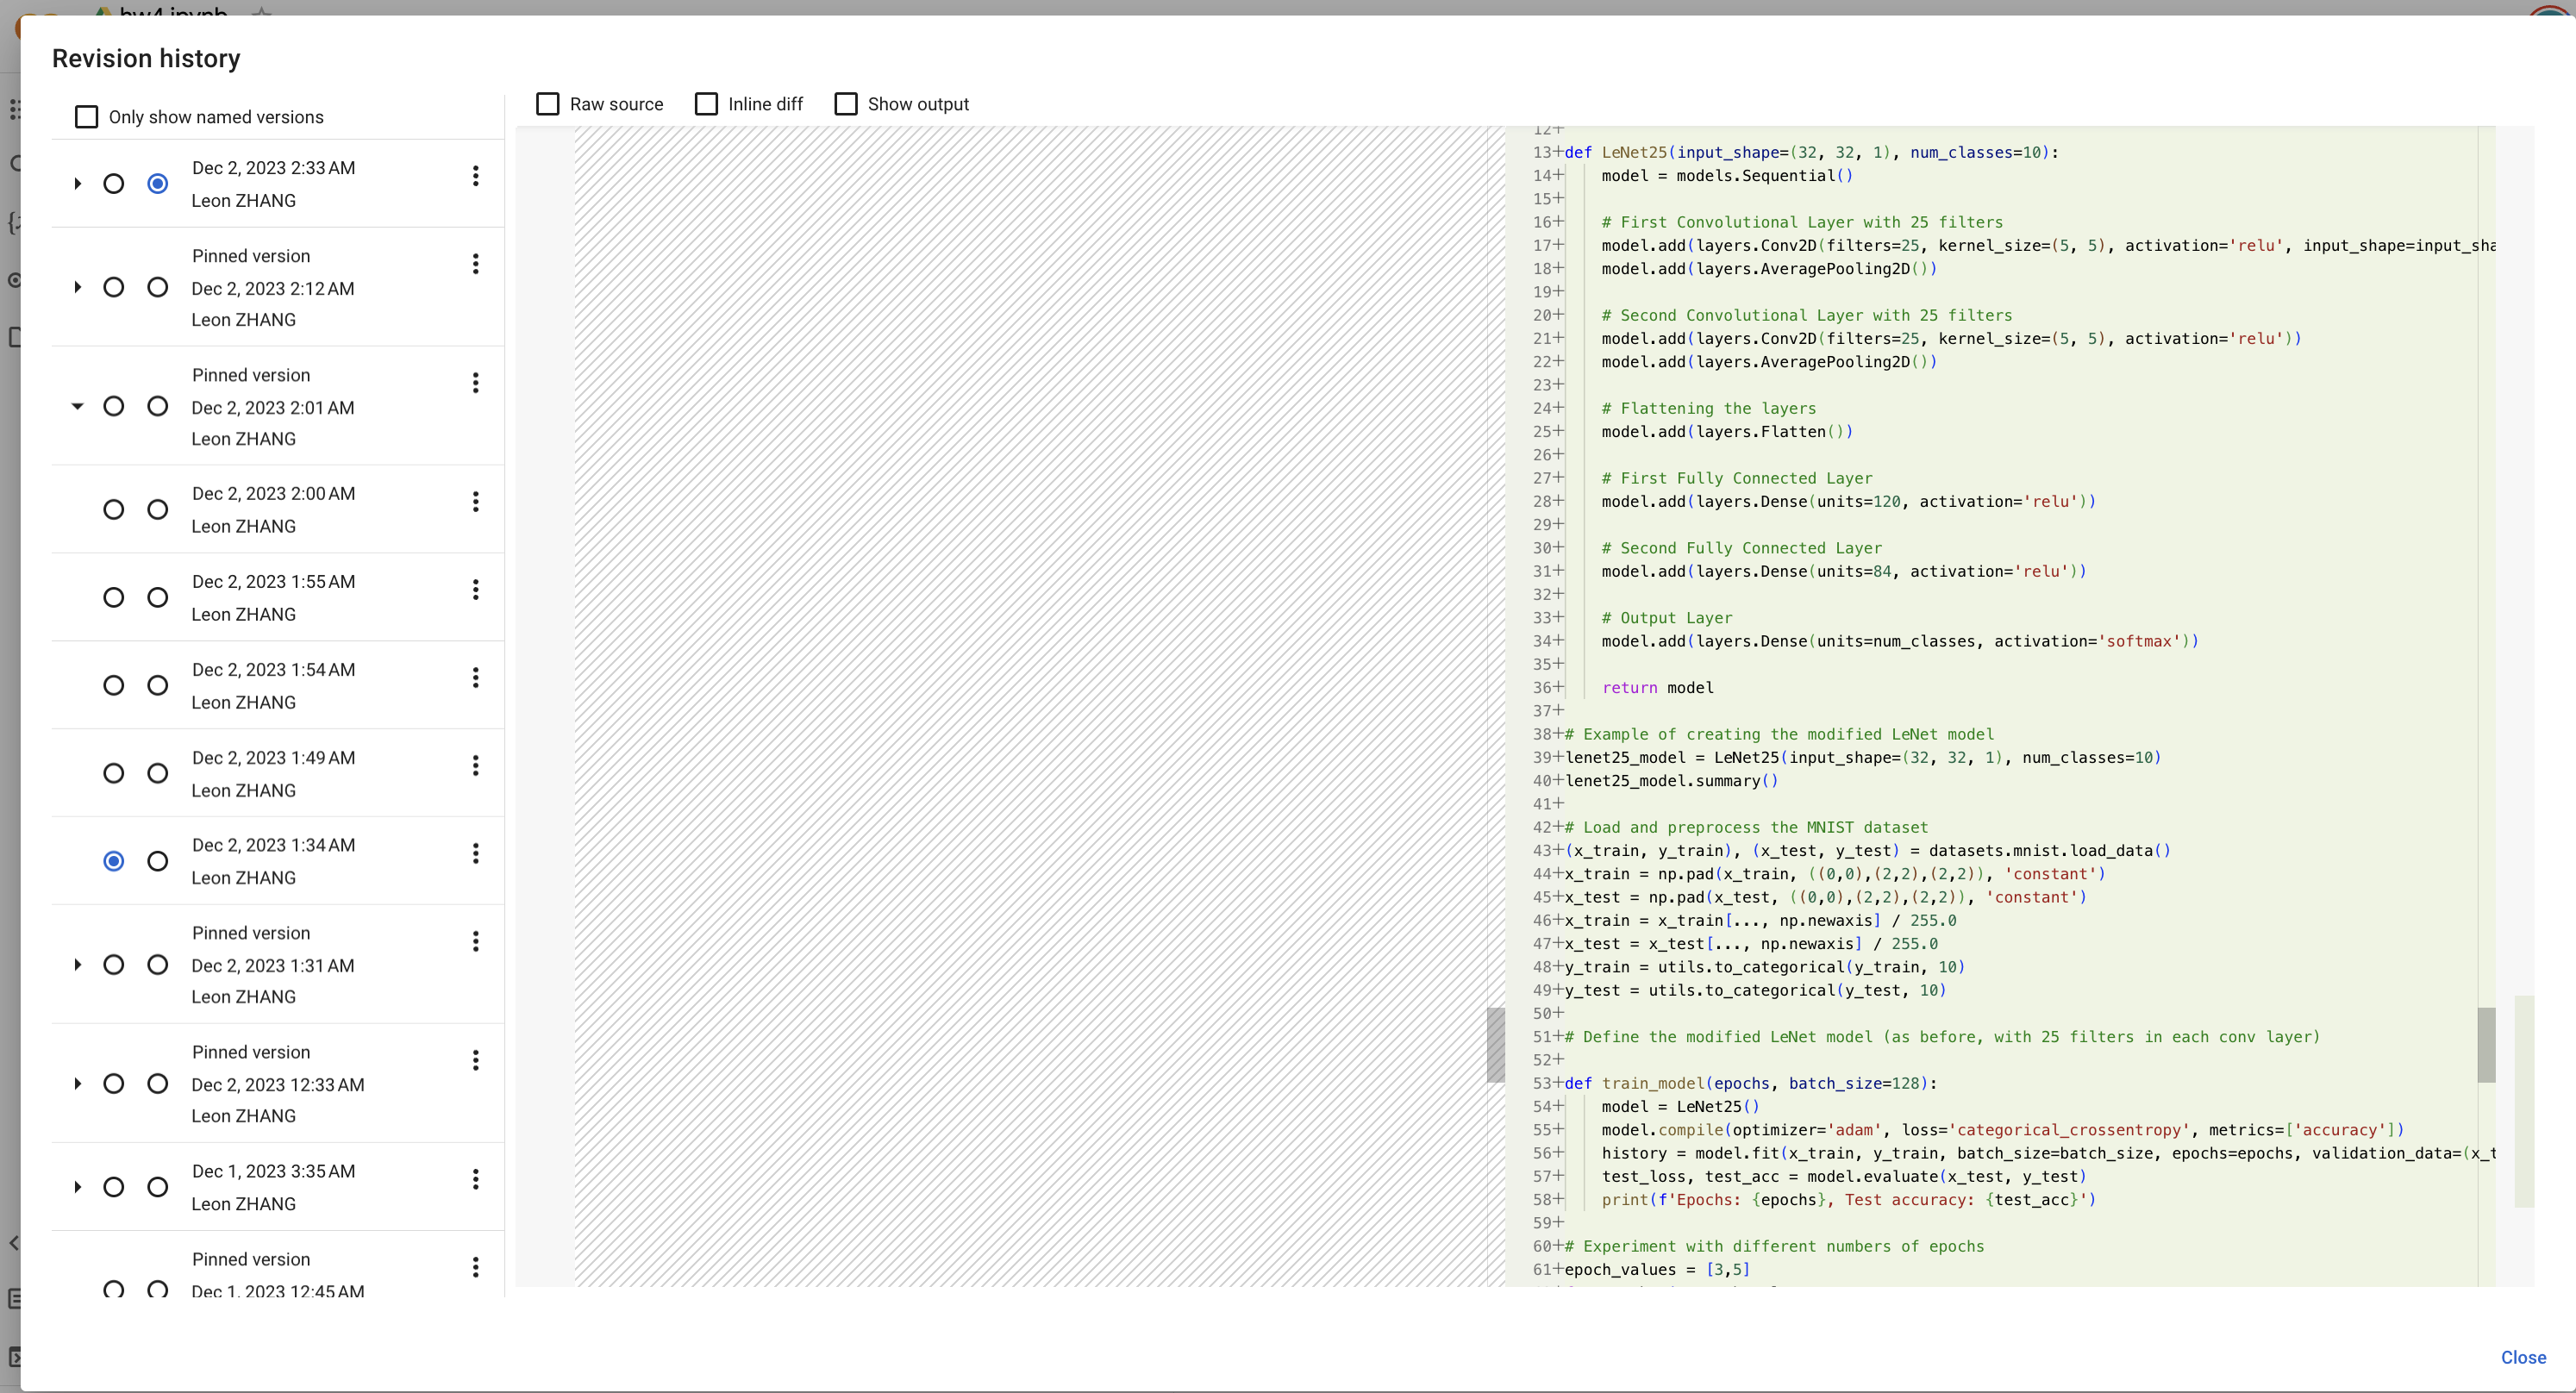 Revision history
Only show named versions
Dec 2, 2023 2:33 AM
Leon ZHANG
Pinned version
Dec 2, 2023 2:12 AM
Leon ZHANG
Pinned version
Dec 2, 2023 2:01 AM
Leon ZHANG
Dec 2, 2023 2:00 AM
Leon ZHANG
Dec 2, 2023 1:55 AM
Leon ZHANG
Dec 2, 2023 1:54 AM
Leon ZHANG
Dec 2, 2023 1:49 AM
Leon ZHANG
Dec 2, 2023 1:34 AM
Leon ZHANG
Pinned version
Dec 2, 2023 1:31 AM
Leon ZHANG
Pinned version
Dec 2, 2023 12:33 AM
Leon ZHANG
Dec 1, 2023 3:35 AM
Leon ZHANG
Pinned version
Dec 1, 2023 12:45 AM
Raw source Inline diff Show output
12+
13+def LeNet25(input_shape=(32, 32, 1), num_classes=10):
14+    model = models.Sequential()
15+
16+    # First Convolutional Layer with 25 filters
17+    model.add(layers.Conv2D(filters=25, kernel_size=(5, 5), activation='relu', input_shape=input_sha
18+    model.add(layers.AveragePooling2D())
19+
20+    # Second Convolutional Layer with 25 filters
21+    model.add(layers.Conv2D(filters=25, kernel_size=(5, 5), activation='relu'))
22+    model.add(layers.AveragePooling2D())
23+
24+    # Flattening the layers
25+    model.add(layers.Flatten())
26+
27+    # First Fully Connected Layer
28+    model.add(layers.Dense(units=120, activation='relu'))
29+
30+    # Second Fully Connected Layer
31+    model.add(layers.Dense(units=84, activation='relu'))
32+
33+    # Output Layer
34+    model.add(layers.Dense(units=num_classes, activation='softmax'))
35+
36+    return model
37+
38+# Example of creating the modified LeNet model
39+lenet25_model = LeNet25(input_shape=(32, 32, 1), num_classes=10)
40+lenet25_model.summary()
41+
42+# Load and preprocess the MNIST dataset
43+(x_train, y_train), (x_test, y_test) = datasets.mnist.load_data()
44+x_train = np.pad(x_train, ((0,0),(2,2),(2,2)), 'constant')
45+x_test = np.pad(x_test, ((0,0),(2,2),(2,2)), 'constant')
46+x_train = x_train[..., np.newaxis] / 255.0
47+x_test = x_test[..., np.newaxis] / 255.0
48+y_train = utils.to_categorical(y_train, 10)
49+y_test = utils.to_categorical(y_test, 10)
50+
51+# Define the modified LeNet model (as before, with 25 filters in each conv layer)
52+
53+def train_model(epochs, batch_size=128):
54+    model = LeNet25()
55+    model.compile(optimizer='adam', loss='categorical_crossentropy', metrics=['accuracy'])
56+    history = model.fit(x_train, y_train, batch_size=batch_size, epochs=epochs, validation_data=(x_t
57+    test_loss, test_acc = model.evaluate(x_test, y_test)
58+    print(f'Epochs: {epochs}, Test accuracy: {test_acc}')
59+
60+# Experiment with different numbers of epochs
61+epoch_values = [3,5]
Close